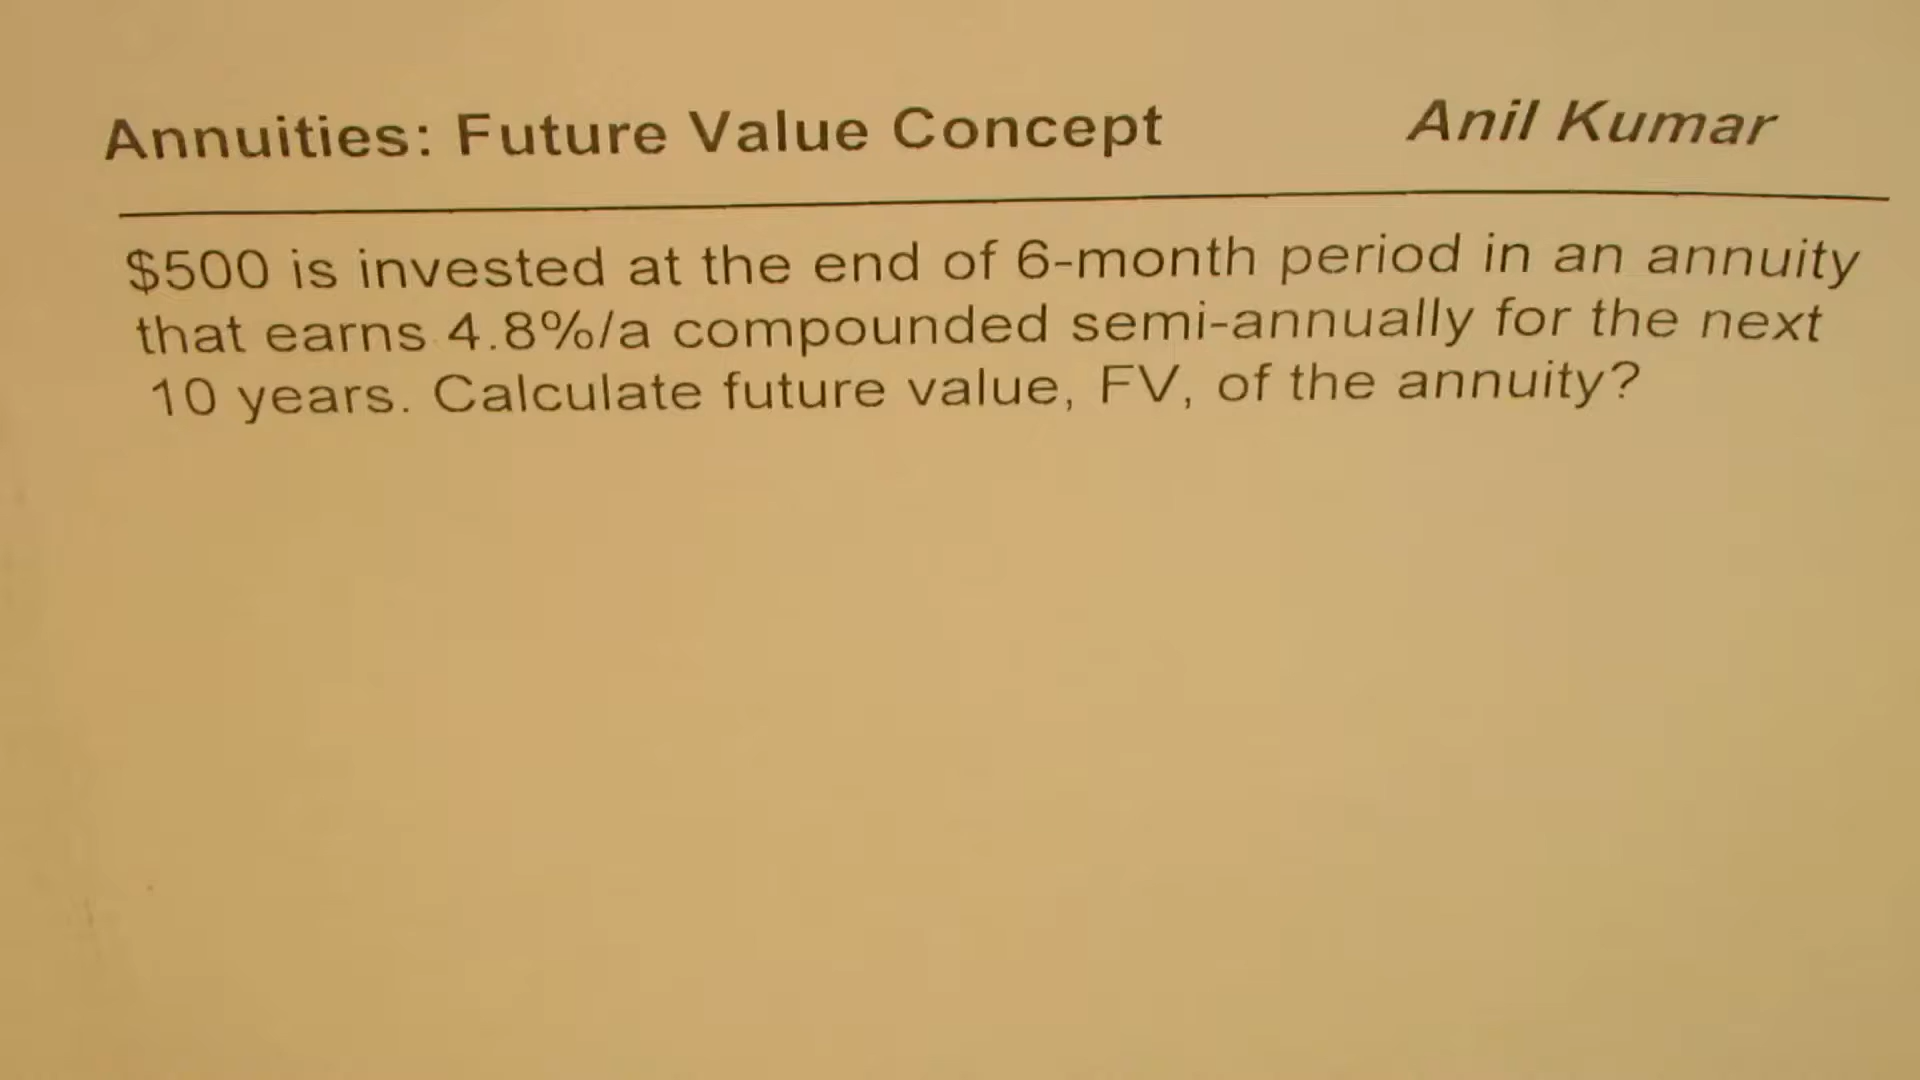 Annuities: Future Value Concept Anil Kumar
$500 is invested at the end of 6-month period in an annuity
that earns 4.8%/a compounded semi-annually for the next
10 years. Calculate future value, FV, of the annuity?